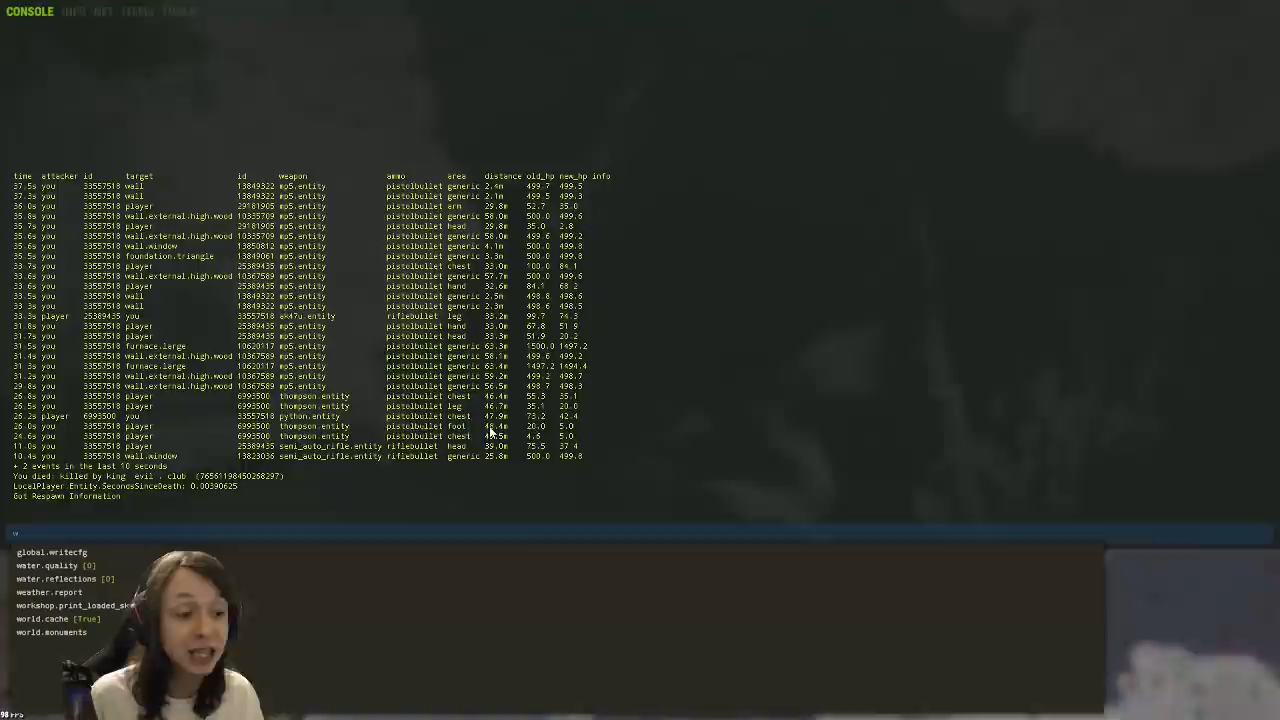 CONSOLE INFO NET ITEMS TOOLS
time attacker id target id weapon ammo area distance old_hp new_hp info
37.5s you 33557518 wall 13849322 mp5.entity pistolbullet generic 2.4m 499.7 499.5
37.3s you 33557518 wall 13849322 mp5.entity pistolbullet generic 2.1m 499.5 499.3
36.0s you 33557518 player 29181905 mp5.entity pistolbullet arm 29.8m 52.7 35.0
35.8s you 33557518 wall.external.high.wood 10335709 mp5.entity pistolbullet generic 58.0m 500.0 499.6
35.7s you 33557518 player 29181905 mp5.entity pistolbullet head 29.8m 35.0 2.8
35.6s you 33557518 wall.external.high.wood 10335709 mp5.entity pistolbullet generic 58.0m 499.6 499.2
35.6s you 33557518 wall.window 13850812 mp5.entity pistolbullet generic 4.1m 500.0 499.8
35.5s you 33557518 foundation.triangle 13849061 mp5.entity pistolbullet generic 3.3m 500.0 499.8
33.7s you 33557518 player 25389435 mp5.entity pistolbullet chest 33.0m 100.0 84.1
33.6s you 33557518 wall.external.high.wood 10367589 mp5.entity pistolbullet generic 57.7m 500.0 499.6
33.6s you 33557518 player 25389435 mp5.entity pistolbullet hand 32.6m 84.1 68.2
33.5s you 33557518 wall 13849322 mp5.entity pistolbullet generic 2.5m 498.8 498.6
33.4s you 33557518 wall 13849322 mp5.entity pistolbullet generic 2.3m 498.6 498.5
33.3s player 25389435 you 33557518 ak47u.entity riflebullet leg 33.2m 99.7 74.3
31.8s you 33557518 player 25389435 mp5.entity pistolbullet hand 33.0m 67.8 51.9
31.7s you 33557518 player 25389435 mp5.entity pistolbullet head 33.3m 51.9 20.2
31.5s you 33557518 furnace.large 10620117 mp5.entity pistolbullet generic 63.3m 1500.0 1497.2
31.4s you 33557518 wall.external.high.wood 10367589 mp5.entity pistolbullet generic 58.1m 499.6 499.2
31.3s you 33557518 furnace.large 10620117 mp5.entity pistolbullet generic 63.4m 1497.2 1494.4
31.2s you 33557518 wall.external.high.wood 10367589 mp5.entity pistolbullet generic 59.2m 499.2 498.7
29.8s you 33557518 wall.external.high.wood 10367589 mp5.entity pistolbullet generic 56.5m 498.7 498.3
26.8s you 33557518 player 6993500 thompson.entity pistolbullet chest 46.4m 55.3 35.1
26.5s you 33557518 player 6993500 thompson.entity pistolbullet leg 46.7m 35.1 20.0
26.2s player 6993500 you 33557518 python.entity pistolbullet chest 47.9m 73.2 42.4
26.0s you 33557518 player 6993500 thompson.entity pistolbullet foot 20.0 5.0
24.6s you 33557518 player 6993500 thompson.entity pistolbullet chest 4.6 5.0
11.0s you 33557518 player 25389435 semi_auto_rifle.entity riflebullet head 39.0m 75.5 37.4
10.4s you 33557518 wall.window 13823036 semi_auto_rifle.entity riflebullet generic 25.8m 500.0 499.8
+ 2 events in the last 10 seconds
You died: killed by king evil . club (76561198450268297)
LocalPlayer.Entity.SecondsSinceDeath: 0.00390625
Got Respawn Information
w
global.writecfg
water.quality [0]
water.reflections [0]
weather.report
workshop.print_loaded_sk
world.cache [True]
world.monuments
98 FPS